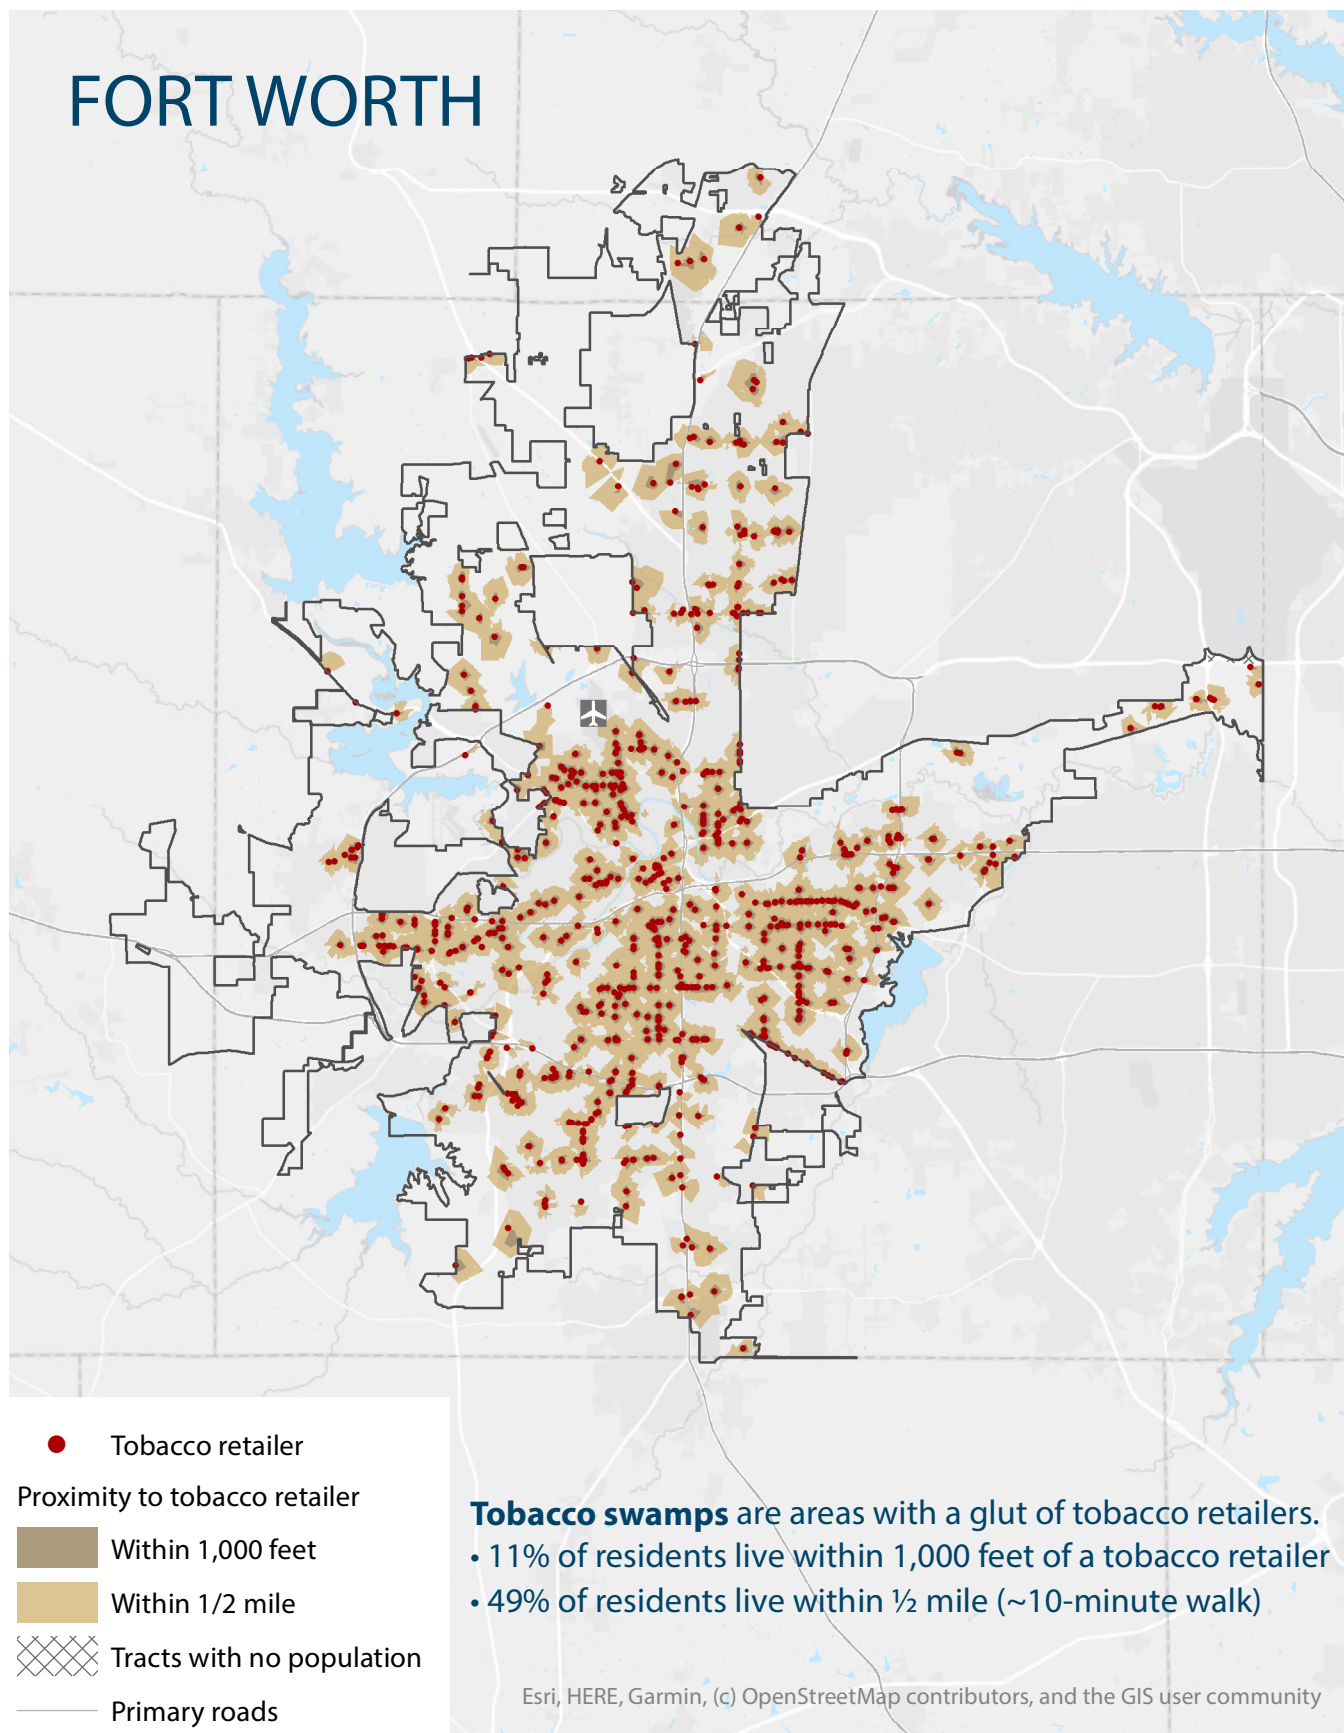 FORT WORTH
Tobacco retailer
Proximity to tobacco retailer
Within 1,000 feet
Within 1/2 mile
Tracts with no population
Primary roads
Tobacco swamps are areas with a glut of tobacco retailers.
• 11% of residents live within 1,000 feet of a tobacco retailer
• 49% of residents live within ½ mile (~10-minute walk)
Esri, HERE, Garmin, (c) OpenStreetMap contributors, and the GIS user community